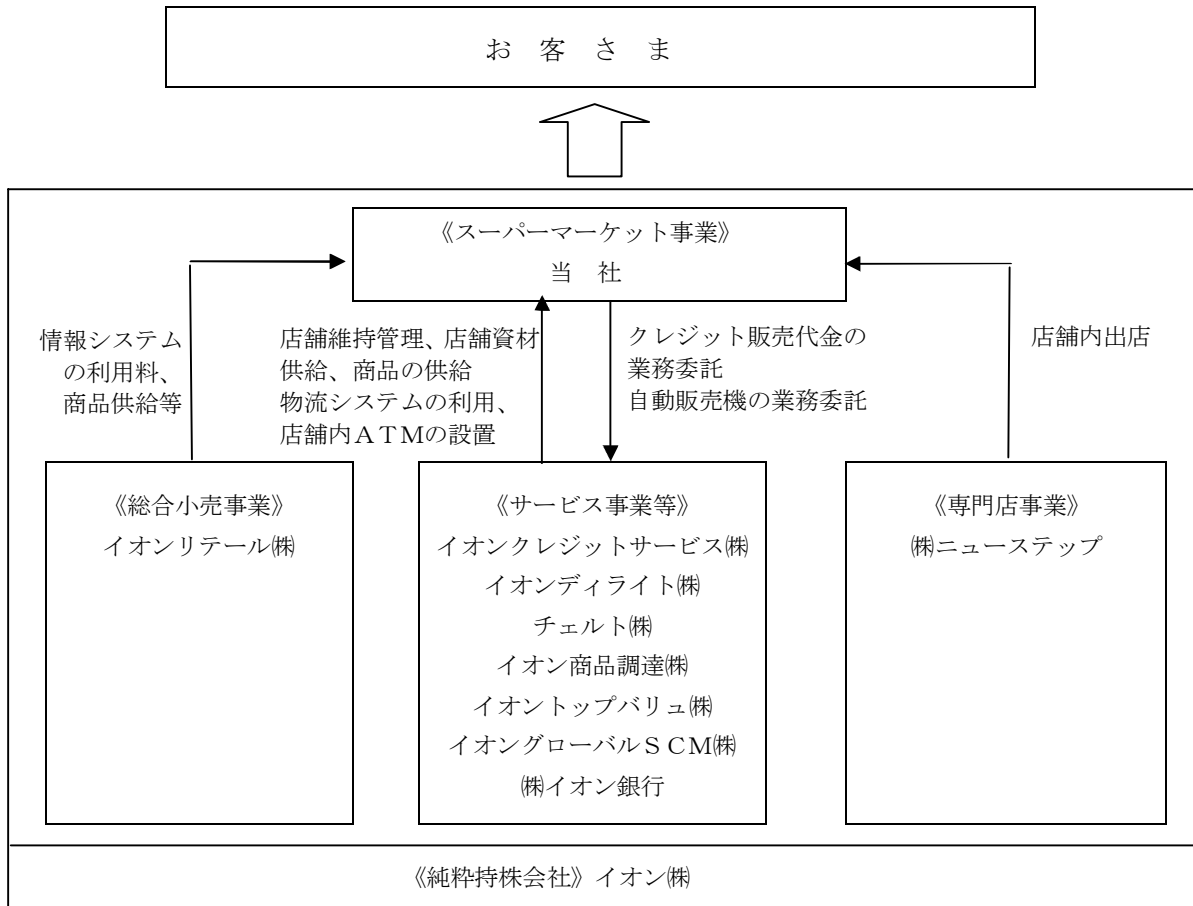 お 客 さ ま
《スーパーマーケット事業》
当 社
情報システム
の利用料、
商品供給等
店舗維持管理、店舗資材
供給、商品の供給
物流システムの利用、
店舗内ATMの設置
クレジット販売代金の
業務委託
自動販売機の業務委託
店舗内出店
《総合小売事業》
イオンリテール㈱
《サービス事業等》
イオンクレジットサービス㈱
イオンディライト㈱
チェルト㈱
イオン商品調達㈱
イオントップバリュ㈱
イオングローバルSCM㈱
㈱イオン銀行
《専門店事業》
㈱ニューステップ
《純粋持株会社》イオン㈱